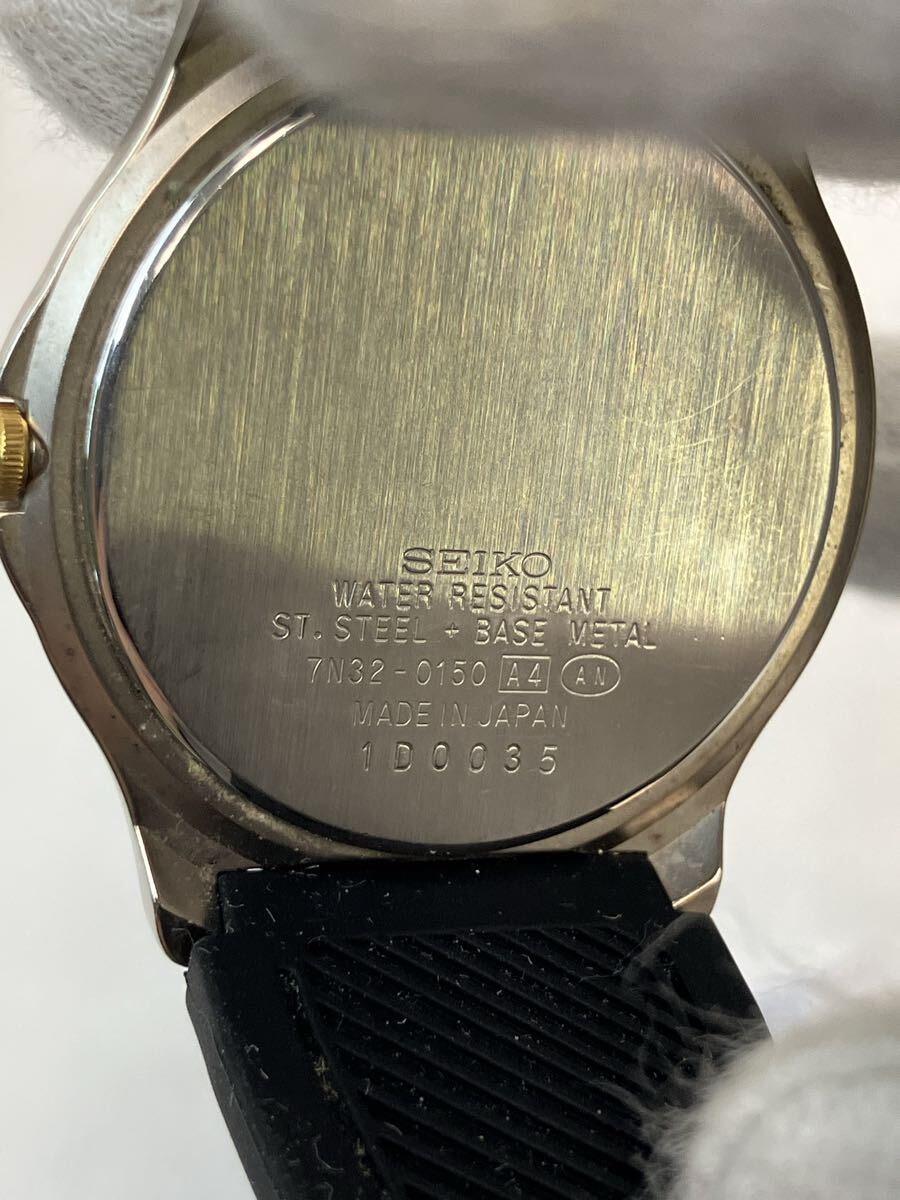 SEIKO
WATER RESISTANT
ST. STEEL + BASE METAL
7N32-0150 A4 AN
MADE IN JAPAN
1D0035